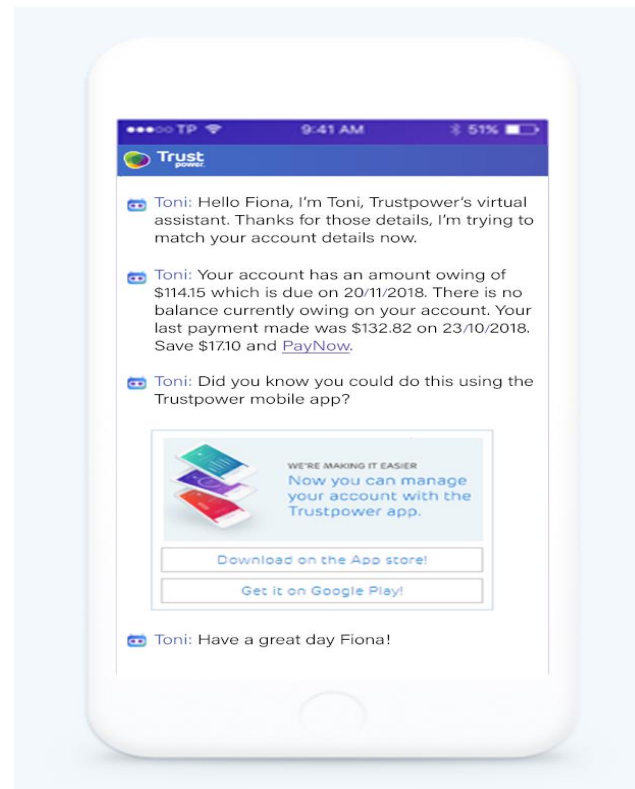 TP 9:41 AM 51%
Trust
power.
Toni: Hello Fiona, I'm Toni, Trustpower's virtual
assistant. Thanks for those details, I'm trying to
match your account details now.
Toni: Your account has an amount owing of
$114.15 which is due on 20/11/2018. There is no
balance currently owing on your account. Your
last payment made was $132.82 on 23/10/2018.
Save $17.10 and PayNow.
Toni: Did you know you could do this using the
Trustpower mobile app?
WE'RE MAKING IT EASIER
Now you can manage
your account with the
Trustpower app.
Download on the App store!
Get it on Google Play!
Toni: Have a great day Fiona!